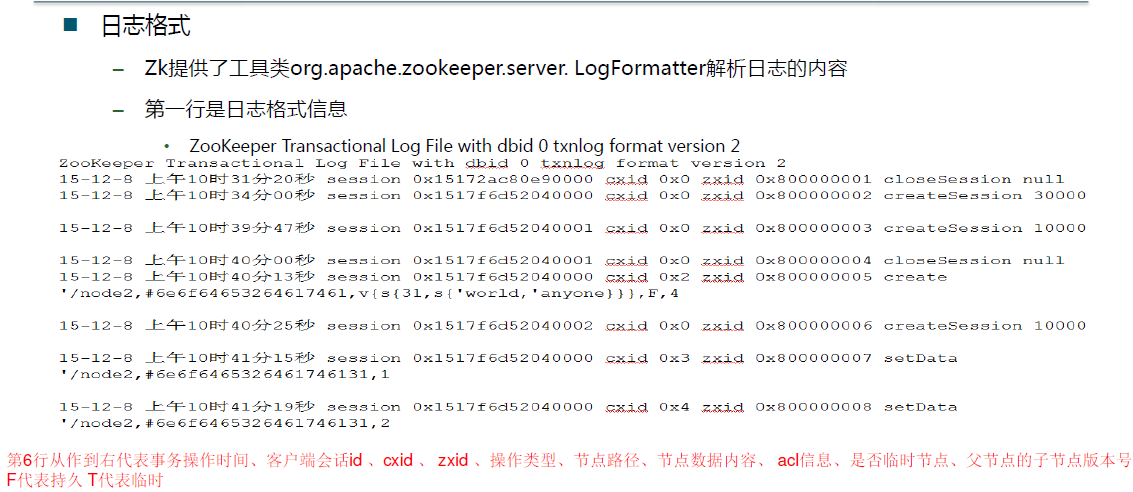 日志格式
Zk提供了工具类org.apache.zookeeper.server. LogFormatter解析日志的内容
第一行是日志格式信息
ZooKeeper Transactional Log File with dbid 0 txnlog format version 2
ZooKeeper Transactional Log File with dbid 0 txnlog format version 2
15-12-8 上午10时31分20秒 session 0x15172ac80e90000 cxid 0x0 zxid 0x800000001 closeSession null
15-12-8 上午10时34分00秒 session 0x1517f6d52040000 cxid 0x0 zxid 0x800000002 createSession 30000
15-12-8 上午10时39分47秒 session 0x1517f6d52040001 cxid 0x0 zxid 0x800000003 createSession 10000
15-12-8 上午10时40分00秒 session 0x1517f6d52040001 cxid 0x0 zxid 0x800000004 closeSession null
15-12-8 上午10时40分13秒 session 0x1517f6d52040000 cxid 0x2 zxid 0x800000005 create
'/node2,#6e6f64653264617461,v{s{31,s{'world,'anyone}}},F,4
15-12-8 上午10时40分25秒 session 0x1517f6d52040002 cxid 0x0 zxid 0x800000006 createSession 10000
15-12-8 上午10时41分15秒 session 0x1517f6d52040000 cxid 0x3 zxid 0x800000007 setData
'/node2,#6e6f6465326461746131,1
15-12-8 上午10时41分19秒 session 0x1517f6d52040000 cxid 0x4 zxid 0x800000008 setData
'/node2,#6e6f6465326461746131,2
第6行从作到右代表事务操作时间、客户端会话id 、cxid 、 zxid 、操作类型、节点路径、节点数据内容、 acl信息、是否临时节点、父节点的子节点版本号
F代表持久 T代表临时